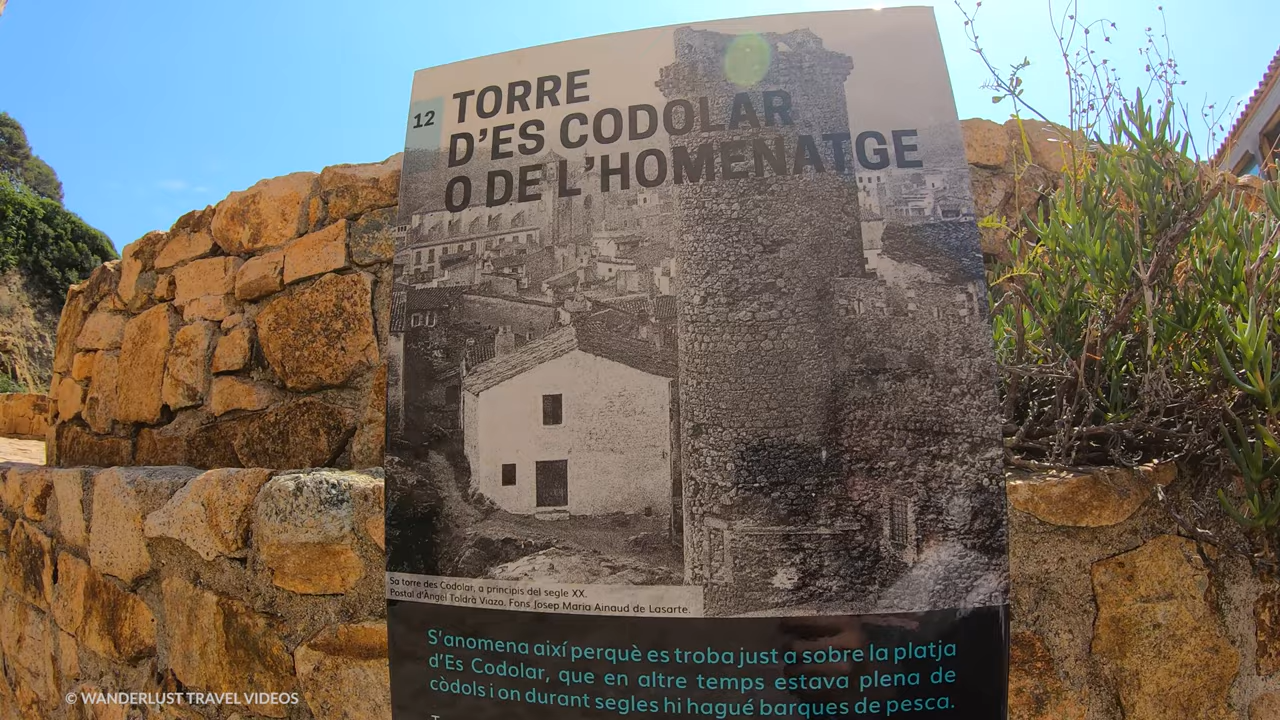 12
TORRE
D'ES CODOLAR
O DE L'HOMENATGE
Sa torre des Codolar, a principis del segle XX.
Postal d'Àngel Toldrà Viazo. Fons Josep Maria Ainaud de Lasarte.
S'anomena així perquè es troba just a sobre la platja
d'Es Codolar, que en altre temps estava plena de
còdols i on durant segles hi hagué barques de pesca.
© WANDERLUST TRAVEL VIDEOS